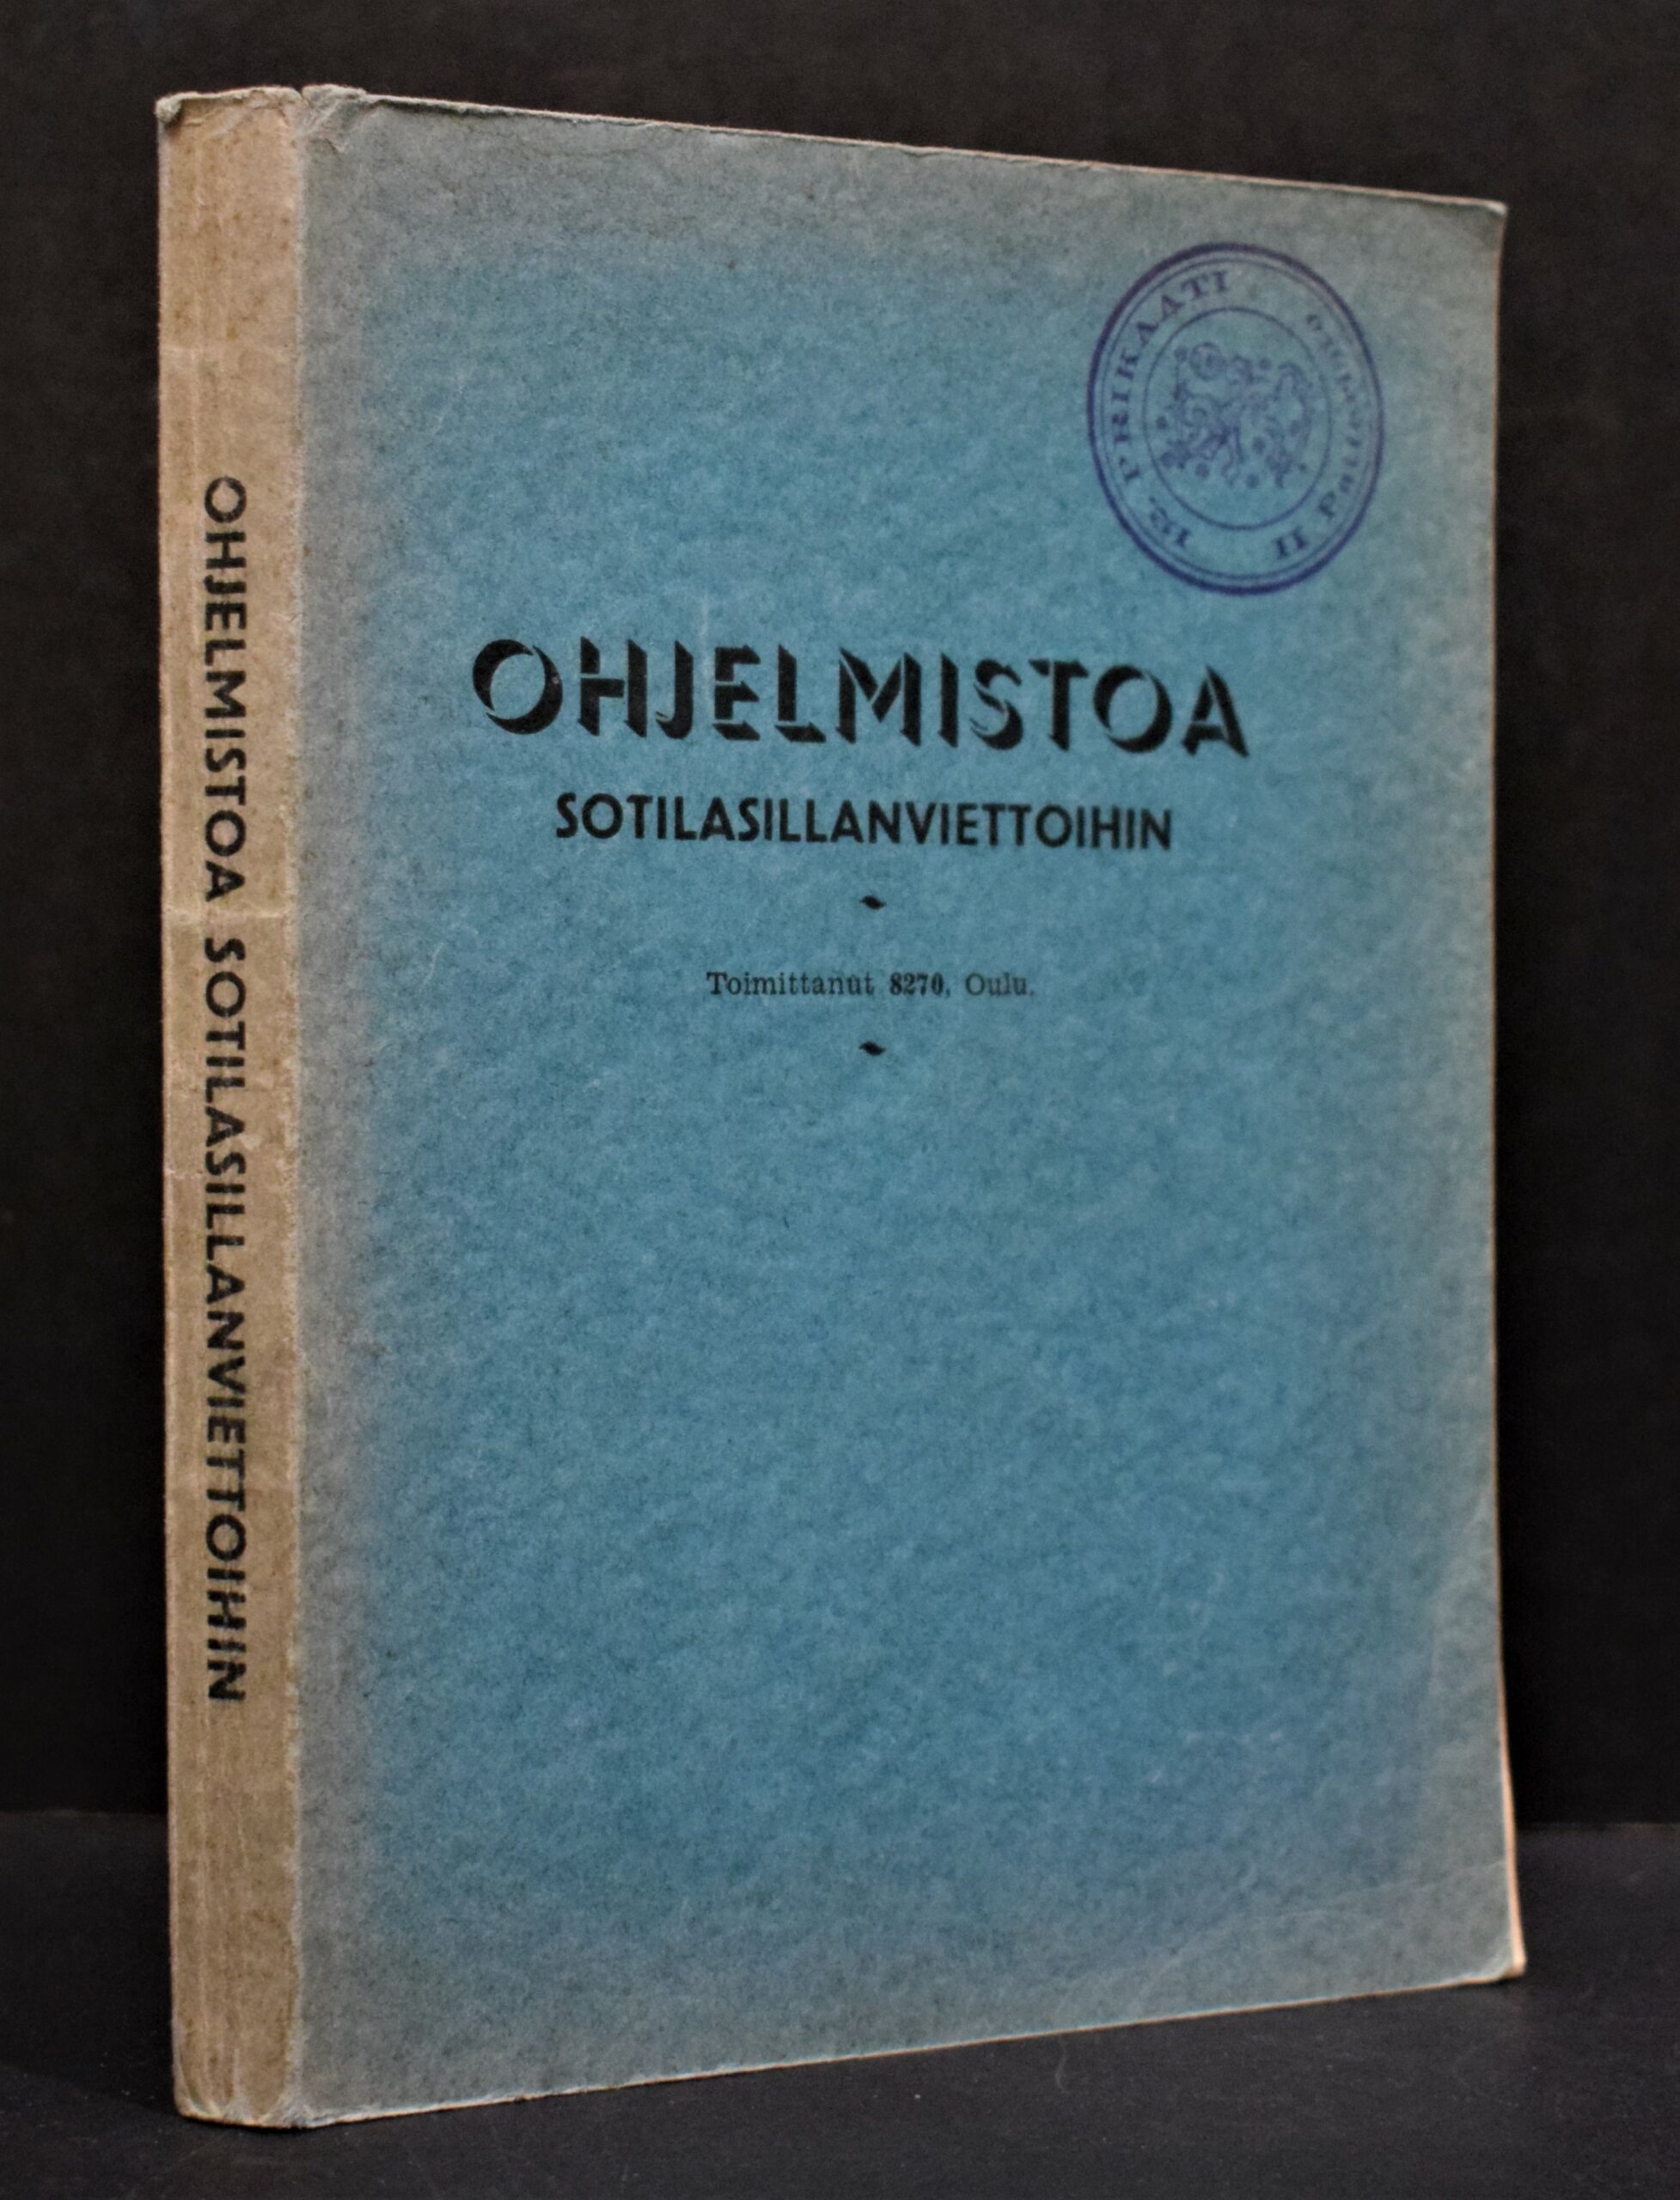 OHJELMISTOA SOTILASILLANVIETTOIHIN
12. PRIKAATI
II
OHJELMISTOA
SOTILASILLANVIETTOIHIN
Toimittanut 8270, Oulu.